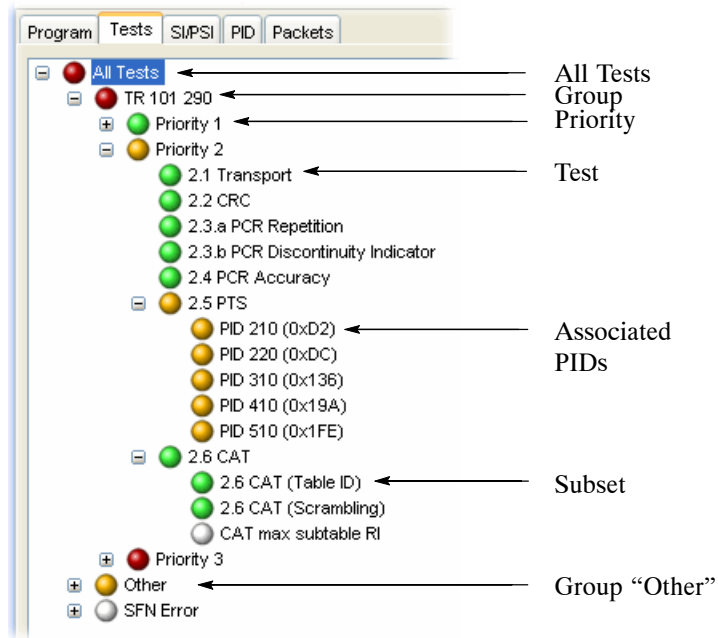 Program Tests SI/PSI PID Packets
All Tests All Tests
TR 101 290 Group
Priority 1 Priority
Priority 2
2.1 Transport Test
2.2 CRC
2.3.a PCR Repetition
2.3.b PCR Discontinuity Indicator
2.4 PCR Accuracy
2.5 PTS
PID 210 (0xD2) Associated
PID 220 (0xDC) PIDs
PID 310 (0x136)
PID 410 (0x19A)
PID 510 (0x1FE)
2.6 CAT
2.6 CAT (Table ID) Subset
2.6 CAT (Scrambling)
CAT max subtable RI
Priority 3
Other Group “Other”
SFN Error